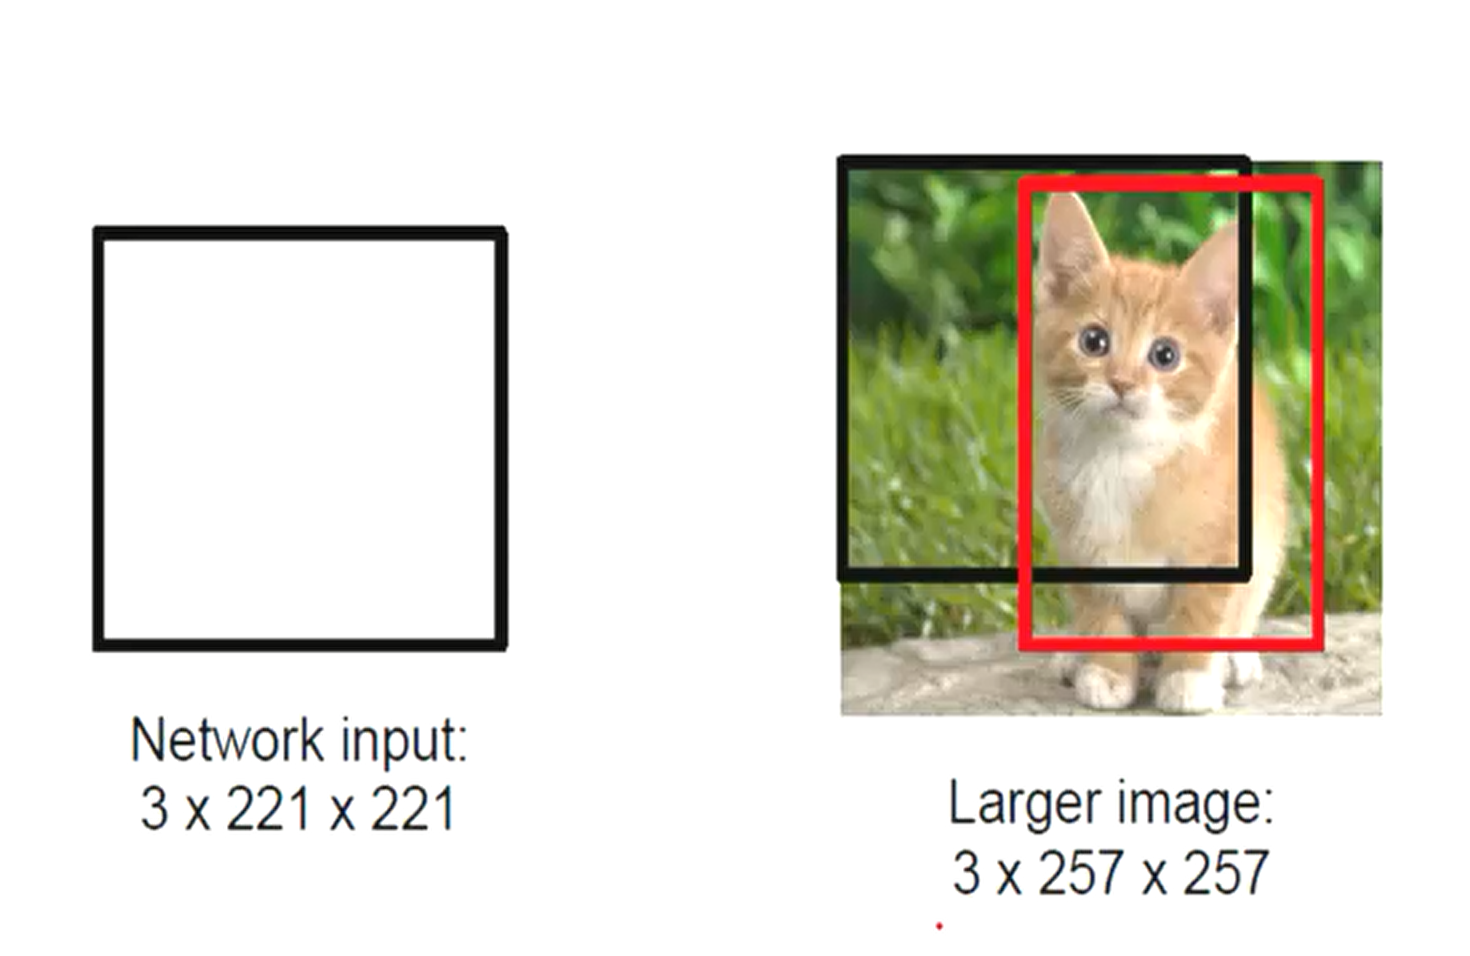 Network input:
3 x 221 x 221
Larger image:
3 x 257 x 257